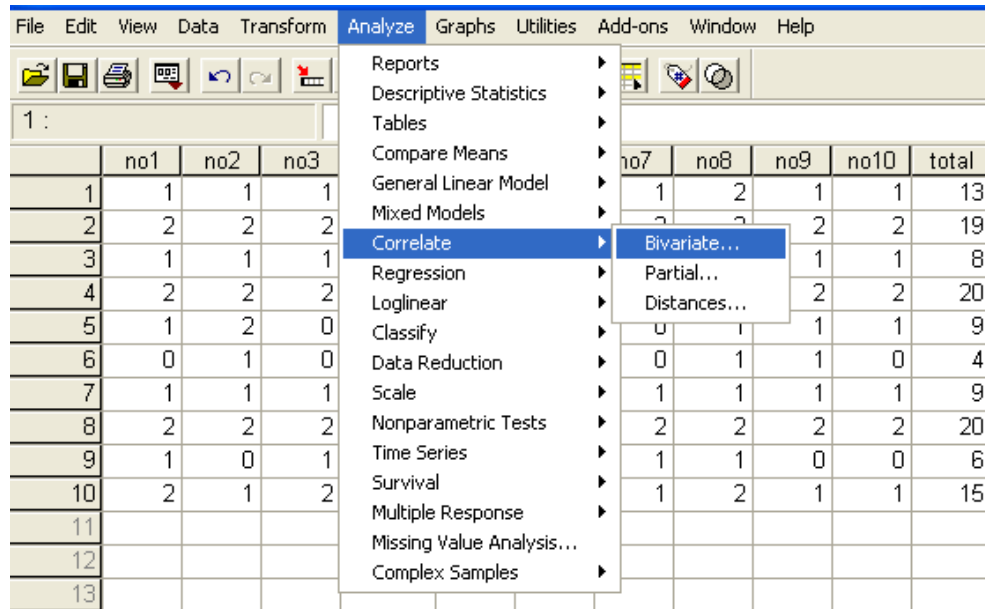 File Edit View Data Transform Analyze Graphs Utilities Add-ons Window Help
1 :
Reports
Descriptive Statistics
Tables
Compare Means
General Linear Model
Mixed Models
Correlate
Regression
Loglinear
Classify
Data Reduction
Scale
Nonparametric Tests
Time Series
Survival
Multiple Response
Missing Value Analysis...
Complex Samples
Bivariate...
Partial...
Distances...
no1 no2 no3 no7 no8 no9 no10 total
1 1 1 1 1 2 1 1 13
2 2 2 2 2 2 19
3 1 1 1 1 1 8
4 2 2 2 2 2 20
5 1 2 0 0 1 1 1 9
6 0 1 0 0 1 1 0 4
7 1 1 1 1 1 1 1 9
8 2 2 2 2 2 2 2 20
9 1 0 1 1 1 0 0 6
10 2 1 2 1 2 1 1 15
11
12
13